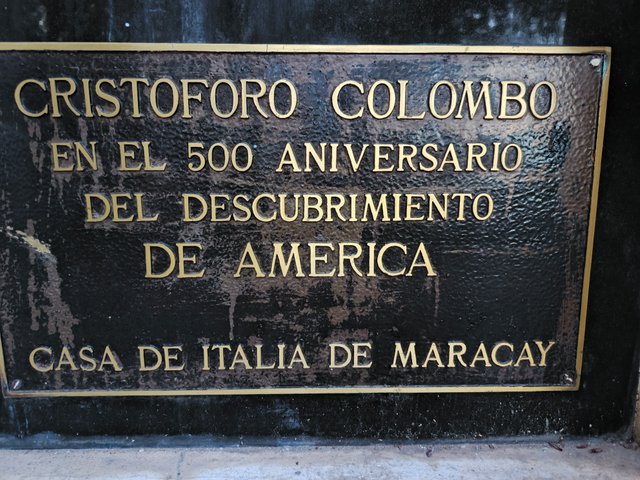 CRISTOFORO COLOMBO
EN EL 500 ANIVERSARIO
DEL DESCUBRIMIENTO
DE AMERICA
CASA DE ITALIA DE MARACAY